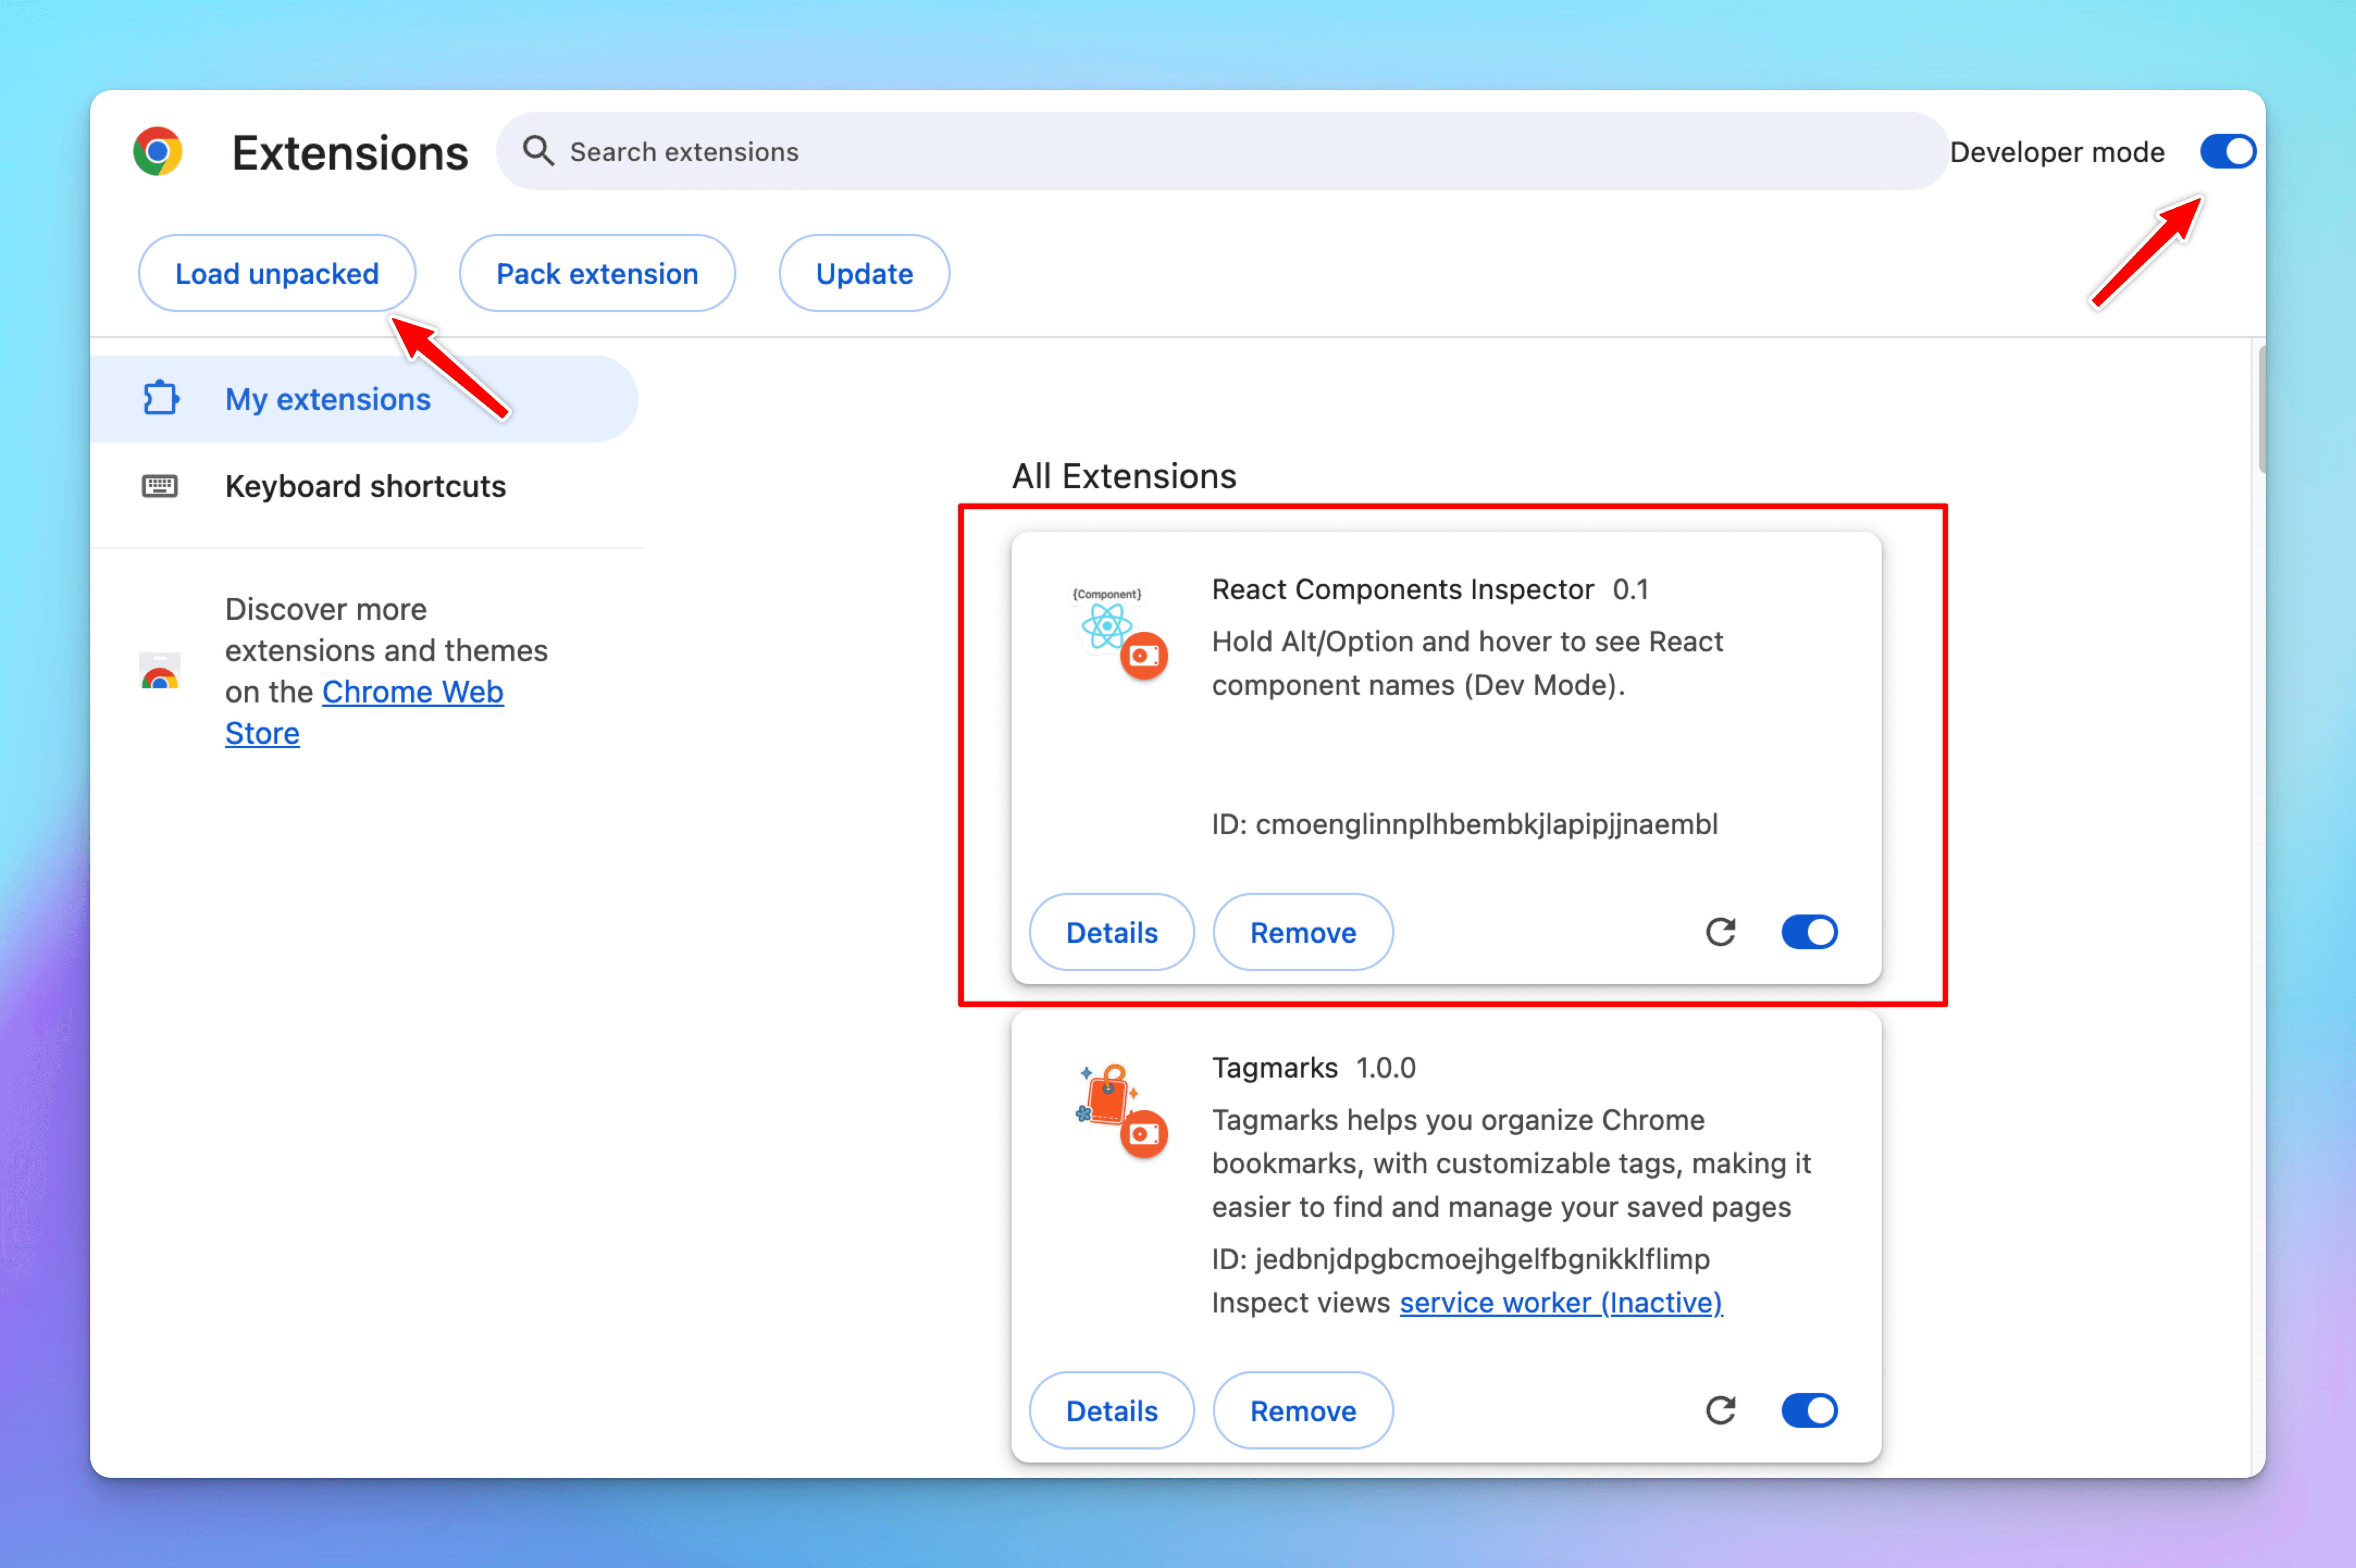 Extensions
Search extensions
Developer mode
Load unpacked
Pack extension
Update
My extensions
Keyboard shortcuts
Discover more
extensions and themes
on the Chrome Web
Store
All Extensions
{Component}
React Components Inspector 0.1
Hold Alt/Option and hover to see React
component names (Dev Mode).
ID: cmoenglinnplhbembkjlapipjjnaembl
Details
Remove
Tagmarks 1.0.0
Tagmarks helps you organize Chrome
bookmarks, with customizable tags, making it
easier to find and manage your saved pages
ID: jedbnjdpgbcmoejhgelfbgnikklflimp
Inspect views service worker (Inactive)
Details
Remove